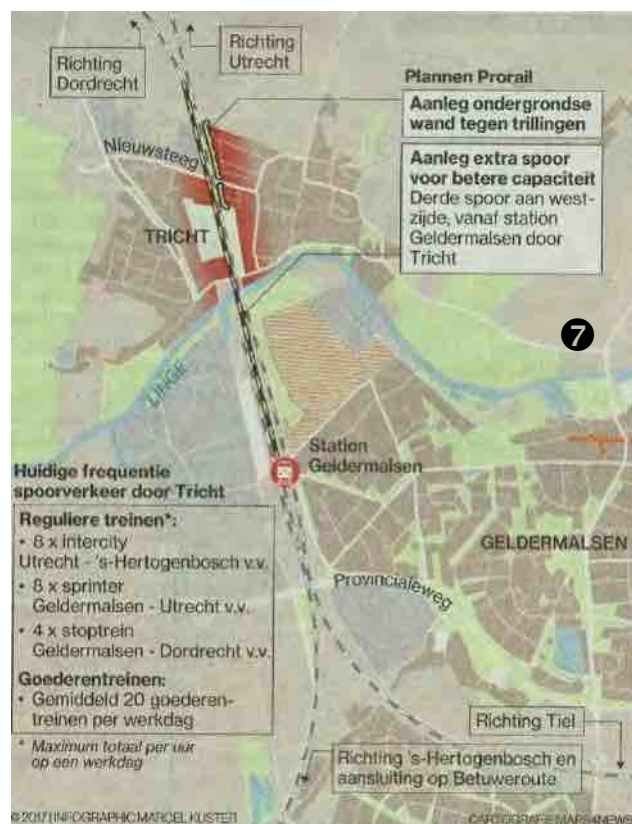 Richting
Dordrecht
Richting
Utrecht
Plannen Prorail
Aanleg ondergrondse
wand tegen trillingen
Aanleg extra spoor
voor betere capaciteit
Derde spoor aan west-
zijde, vanaf station
Geldermalsen door
Tricht
Nieuwsteeg
TRICHT
7
LINGE
Station
Geldermalsen
Huidige frequentie
spoorverkeer door Tricht
Reguliere treinen*:
• 8 x intercity
Utrecht - 's-Hertogenbosch v.v.
• 8 x sprinter
Geldermalsen - Utrecht v.v.
• 4 x stoptrein
Geldermalsen - Dordrecht v.v.
Goederentreinen:
• Gemiddeld 20 goederen-
treinen per werkdag
* Maximum totaal per uur
op een werkdag
GELDERMALSEN
Provincialeweg
Richting Tiel
Richting 's-Hertogenbosch en
aansluiting op Betuweroute
© 2017 | INFOGRAPHIC MARCEL KLISTER
CARTOGRAFIE MAPS4NEWS